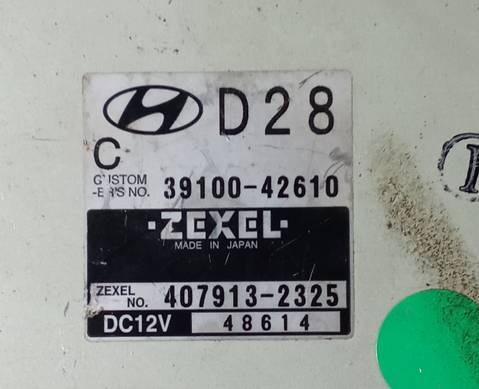 D28
C
CUSTOM
-ER'S NO. 39100-42610
·ZEXEL·
MADE IN JAPAN
ZEXEL
NO. 407913-2325
DC12V 48614